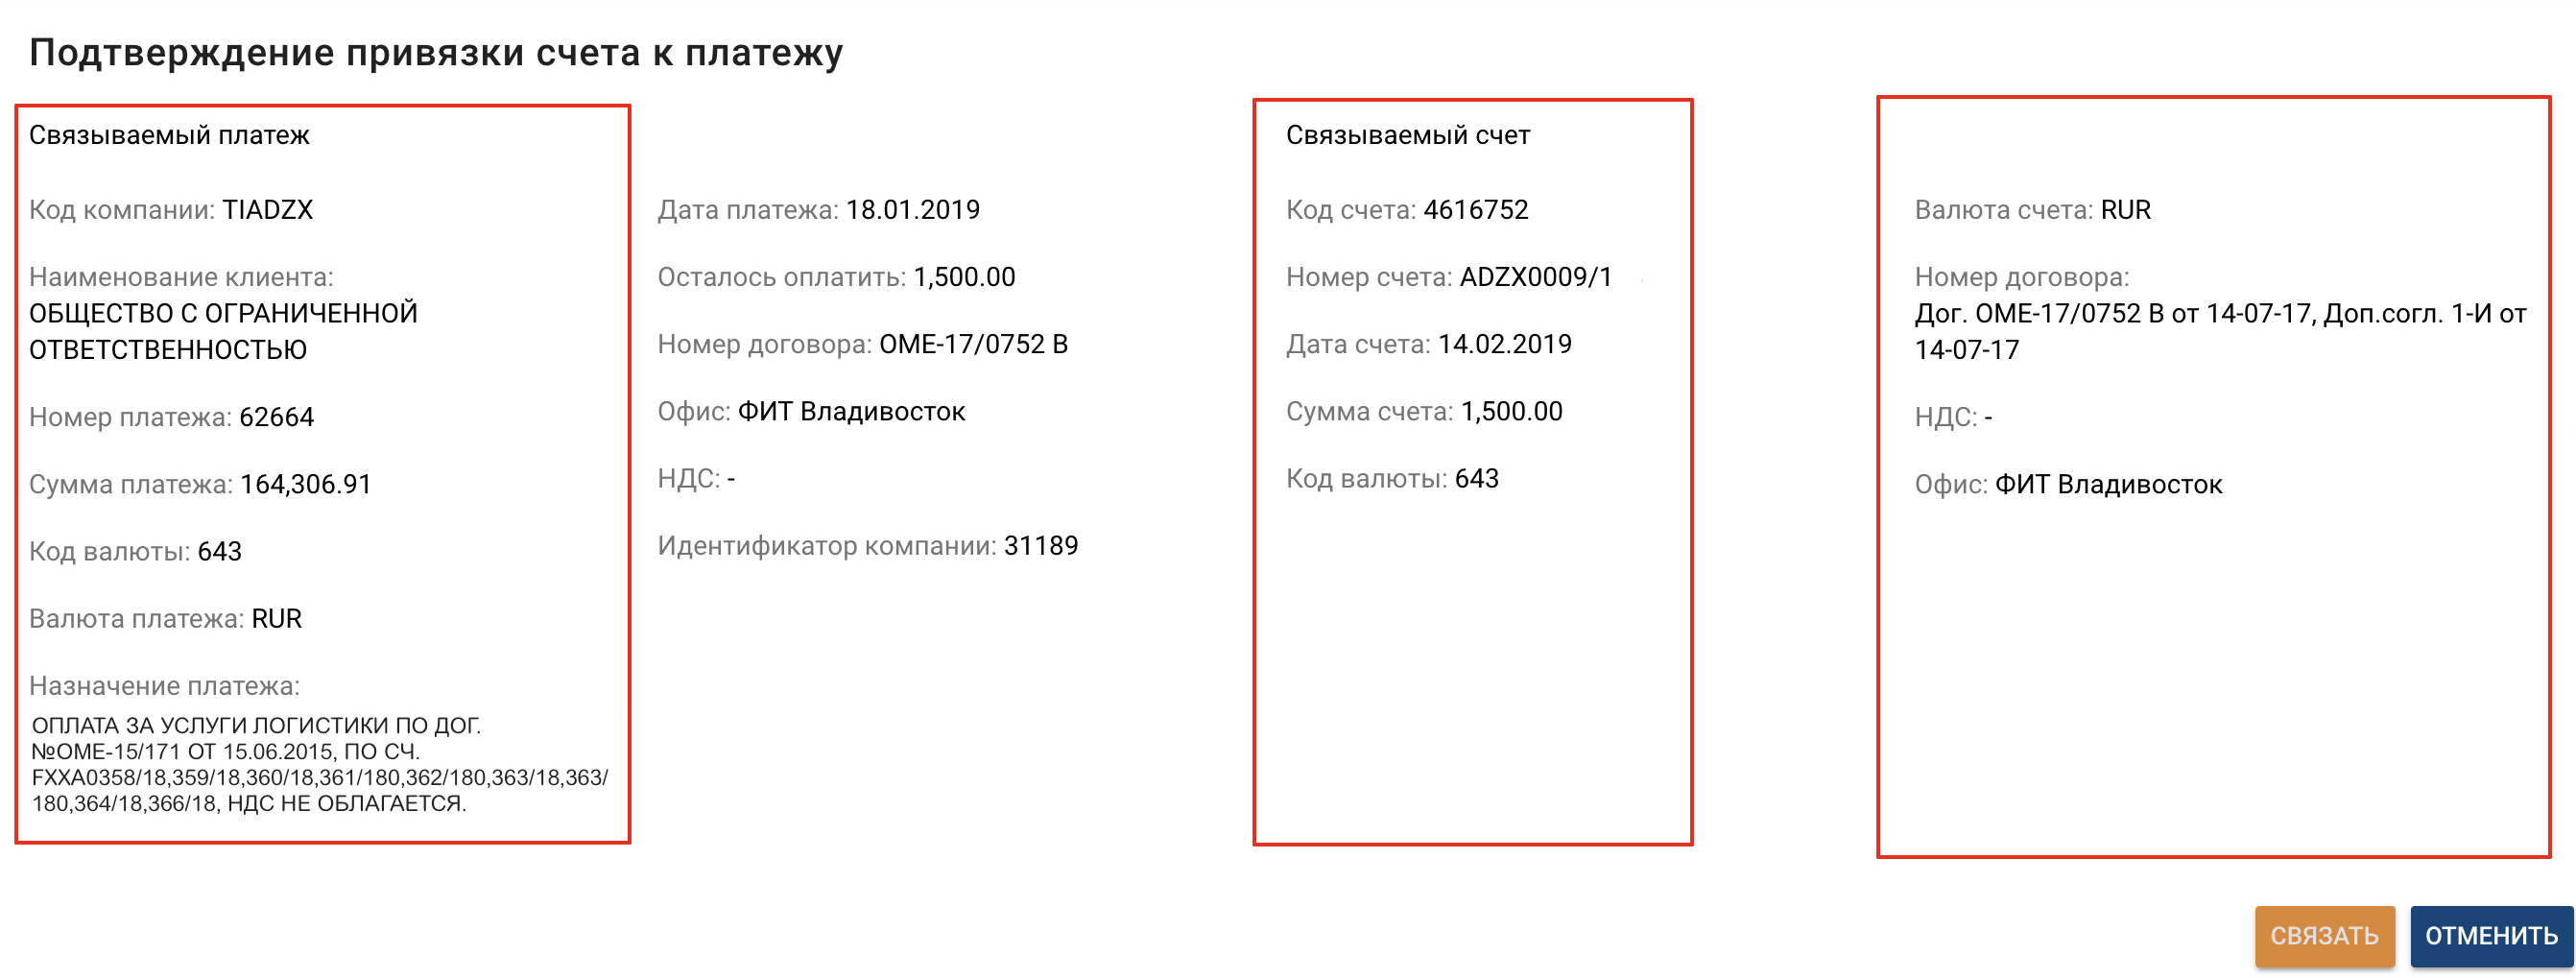 Подтверждение привязки счета к платежу
Связываемый платеж
Код компании: TIADZX
Наименование клиента:
ОБЩЕСТВО С ОГРАНИЧЕННОЙ
ОТВЕТСТВЕННОСТЬЮ
Номер платежа: 62664
Сумма платежа: 164,306.91
Код валюты: 643
Валюта платежа: RUR
Назначение платежа:
ОПЛАТА ЗА УСЛУГИ ЛОГИСТИКИ ПО ДОГ.
№ОМЕ-15/171 ОТ 15.06.2015, ПО СЧ.
FXXA0358/18,359/18,360/18,361/180,362/180,363/18,363/
180,364/18,366/18, НДС НЕ ОБЛАГАЕТСЯ.
Дата платежа: 18.01.2019
Осталось оплатить: 1,500.00
Номер договора: OME-17/0752 В
Офис: ФИТ Владивосток
НДС: -
Идентификатор компании: 31189
Связываемый счет
Код счета: 4616752
Номер счета: ADZX0009/1
Дата счета: 14.02.2019
Сумма счета: 1,500.00
Код валюты: 643
Валюта счета: RUR
Номер договора:
Дог. OME-17/0752 В от 14-07-17, Доп.согл. 1-И от
14-07-17
НДС: -
Офис: ФИТ Владивосток
СВЯЗАТЬ
ОТМЕНИТЬ